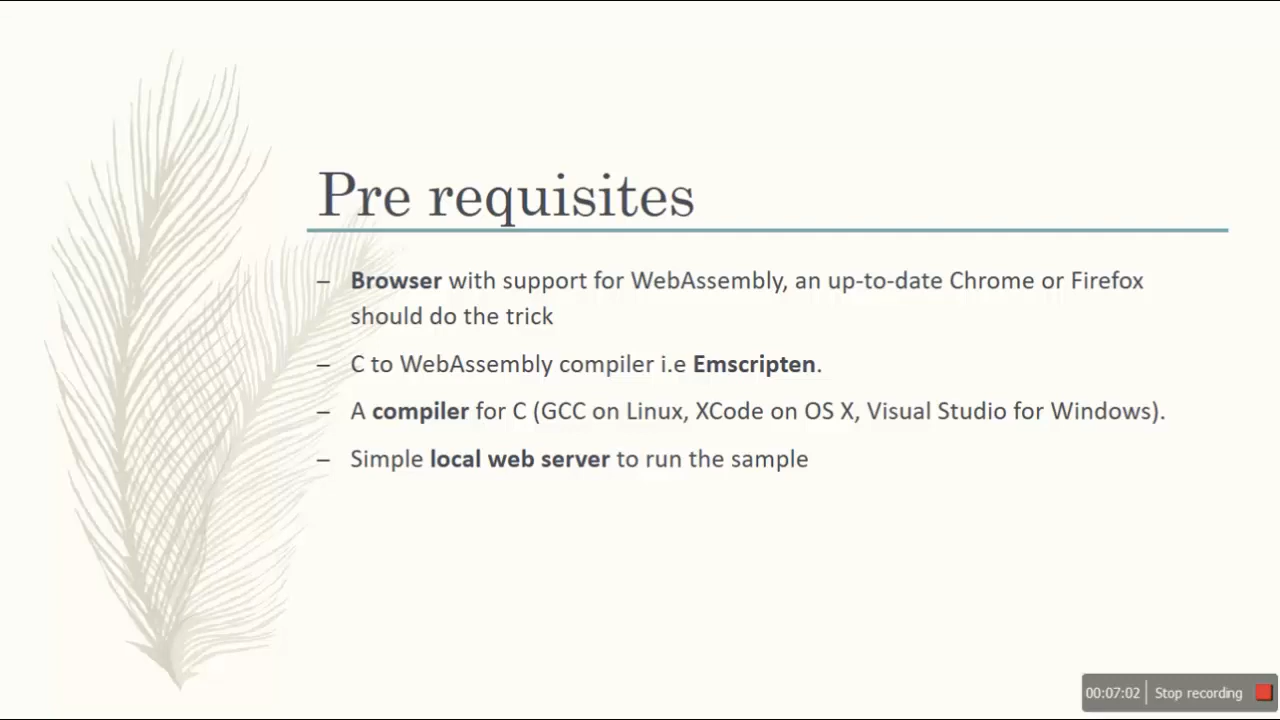 Pre requisites
– Browser with support for WebAssembly, an up-to-date Chrome or Firefox
should do the trick
– C to WebAssembly compiler i.e Emscripten.
– A compiler for C (GCC on Linux, XCode on OS X, Visual Studio for Windows).
– Simple local web server to run the sample
00:07:02 Stop recording